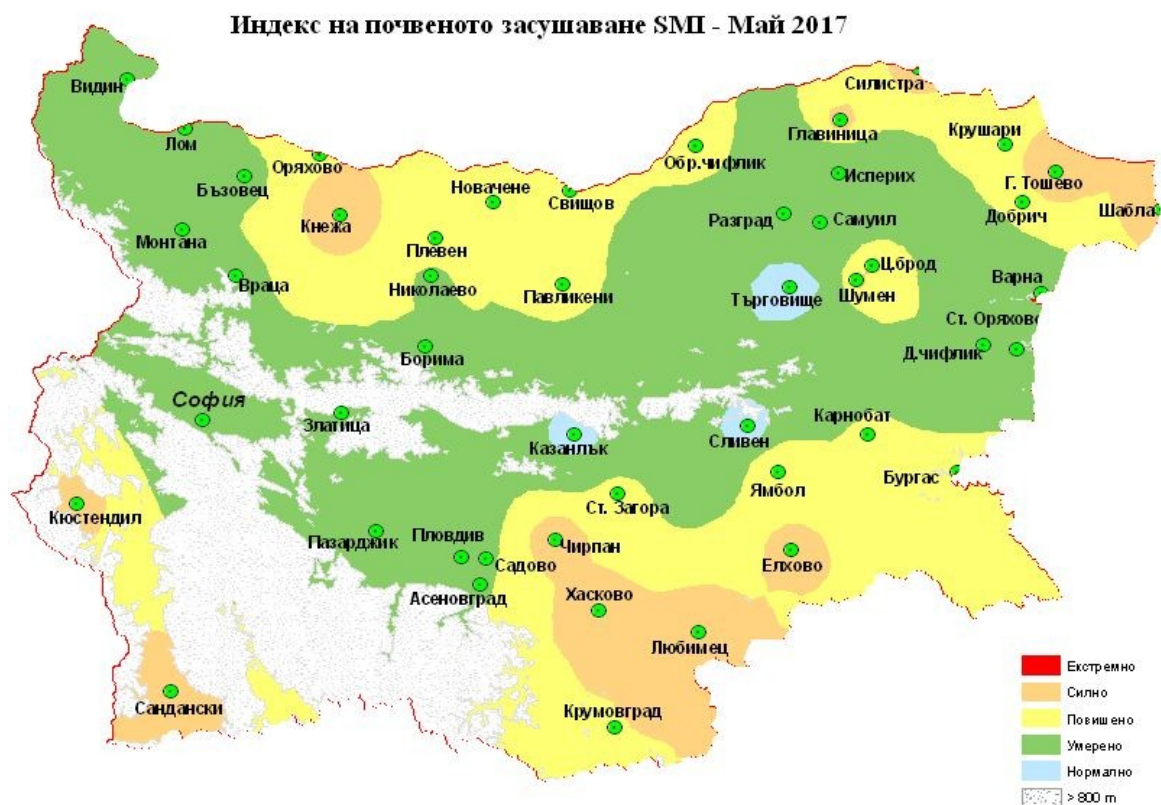 Индекс на почвеното засушаване SMI - Май 2017
Видин
Силистра
Лом
Главиница
Крушари
Оряхово
Обр.чифлик
Бъзовец
Новачене
Свищов
Исперих
Г. Тошево
Кнежа
Разград
Самуил
Добрич
Шабла
Монтана
Плевен
Ц.брод
Враца
Николаево
Павликени
Търговище
Шумен
Варна
Ст. Оряхово
Борима
Д.чифлик
София
Златица
Казанлък
Сливен
Карнобат
Ямбол
Бургас
Кюстендил
Ст. Загора
Пазарджик
Пловдив
Садово
Чирпан
Елхово
Асеновград
Хасково
Любимец
Сандански
Крумовград
Екстремно
Силно
Повишено
Умерено
Нормално
> 800 m